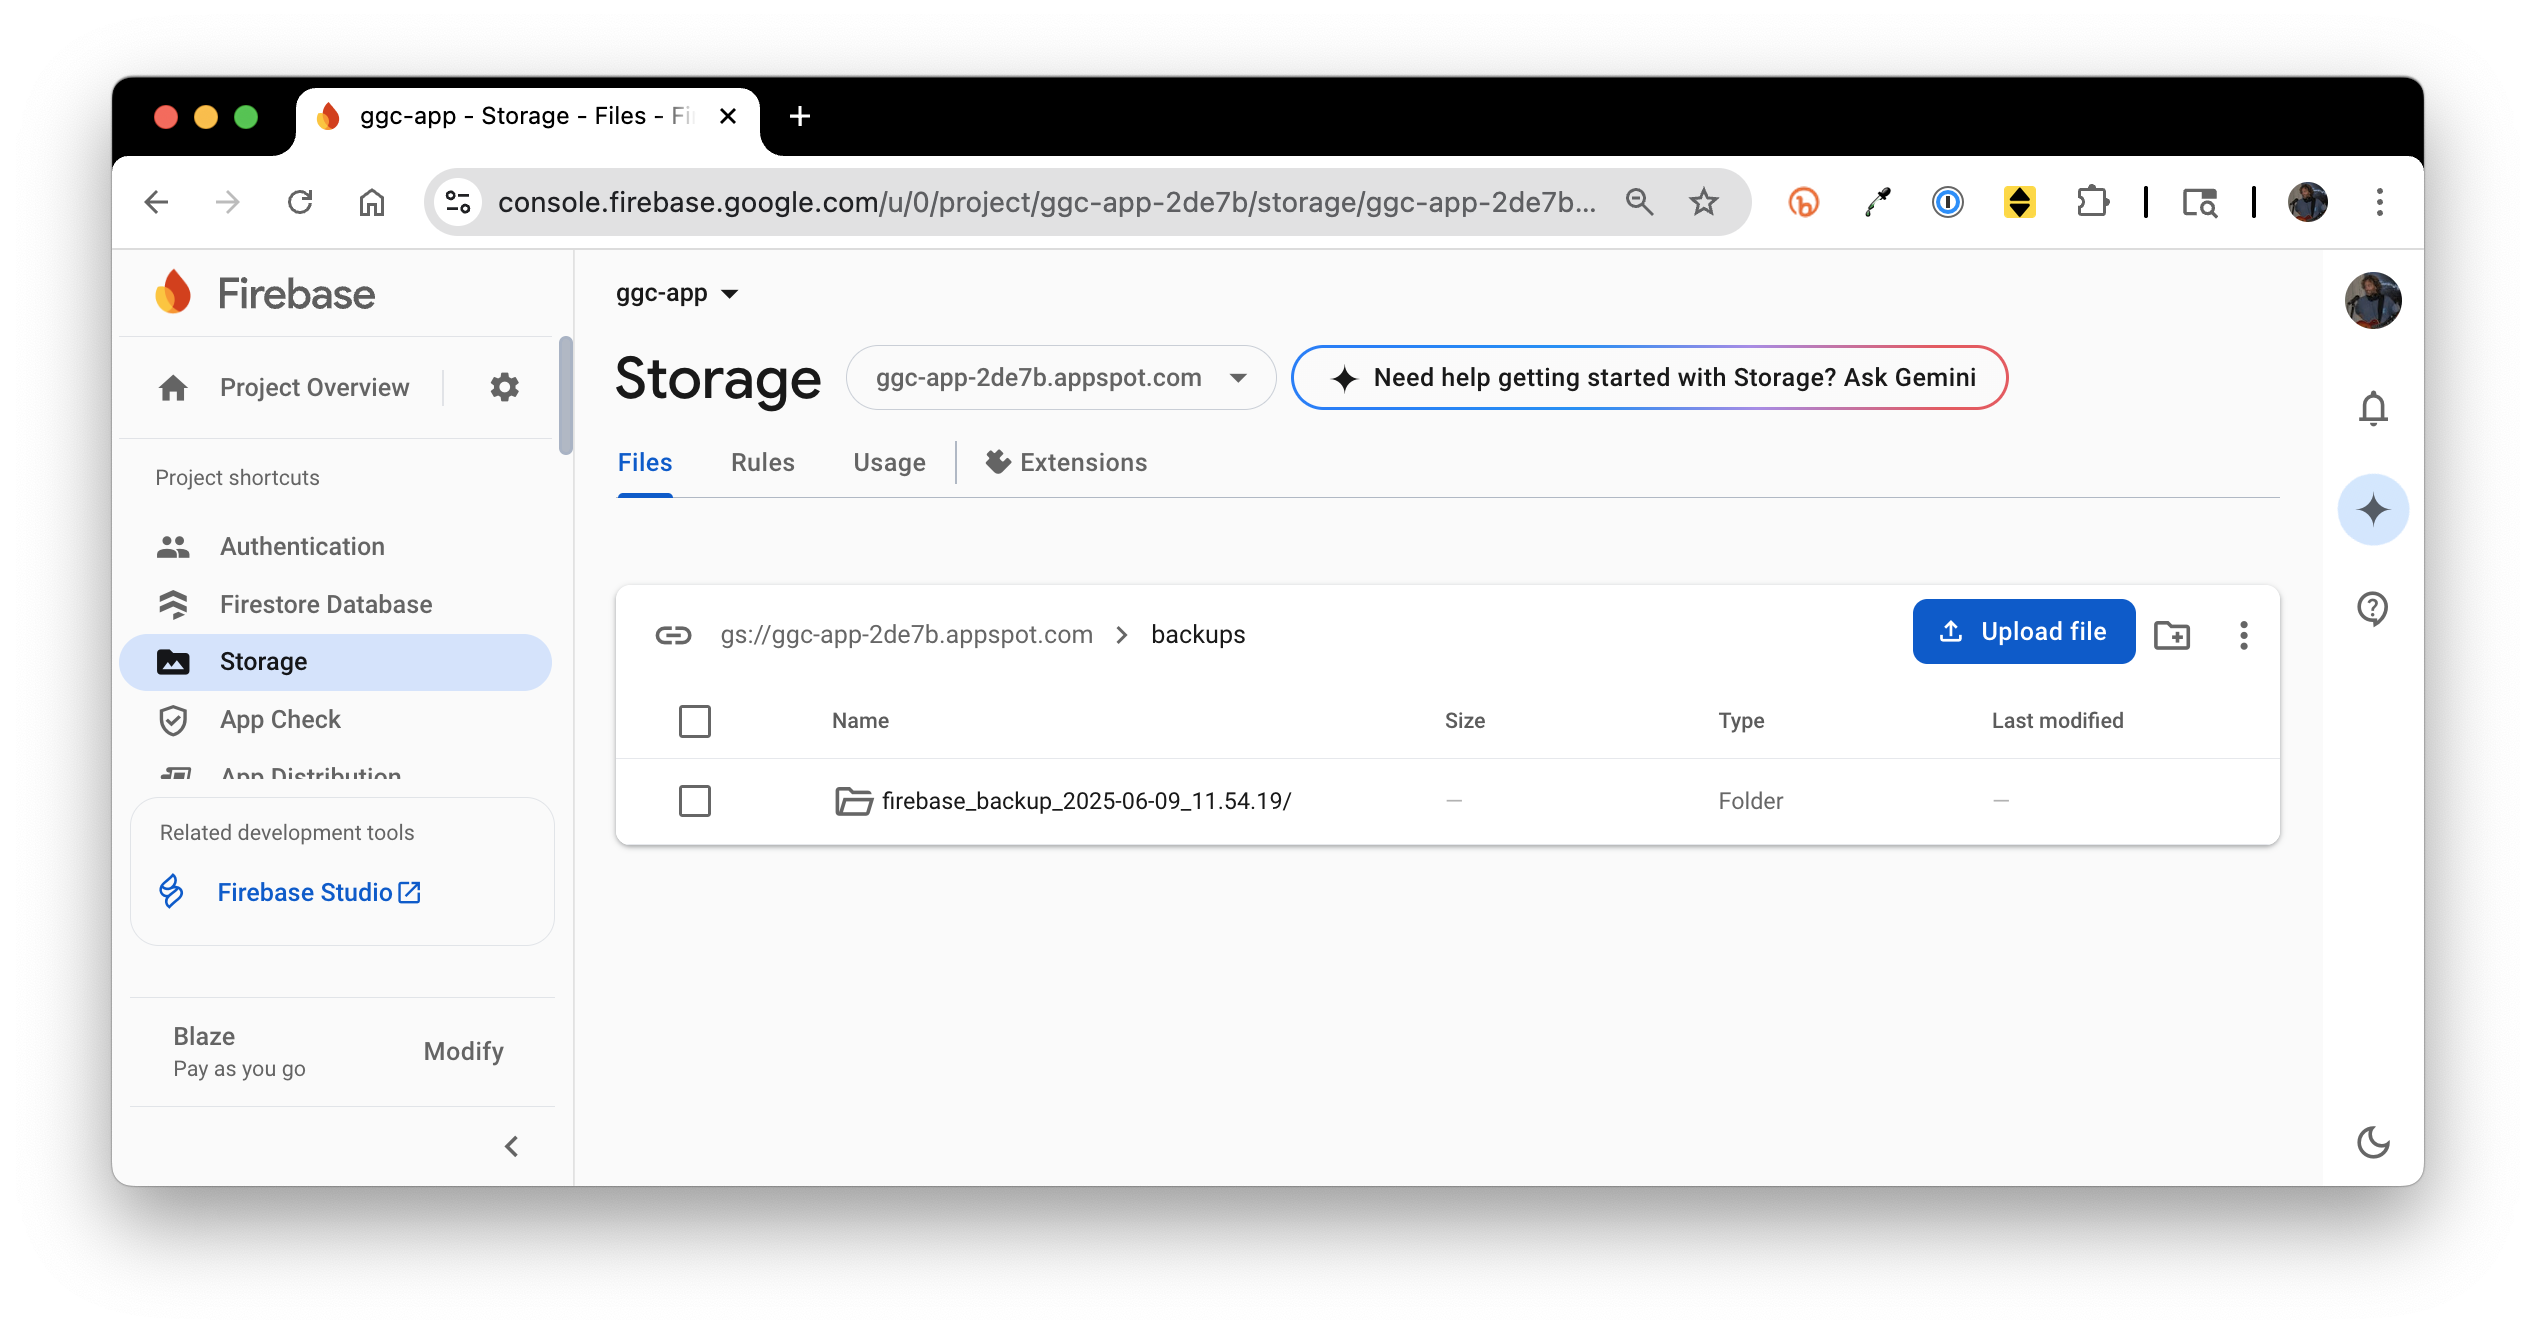 ggc-app - Storage - Files - Fi
console.firebase.google.com/u/0/project/ggc-app-2de7b/storage/ggc-app-2de7b...
Firebase
Project Overview
Project shortcuts
Authentication
Firestore Database
Storage
App Check
App Distribution
Related development tools
Firebase Studio
Blaze
Pay as you go
Modify
ggc-app
Storage
ggc-app-2de7b.appspot.com
Need help getting started with Storage? Ask Gemini
Files Rules Usage Extensions
gs://ggc-app-2de7b.appspot.com > backups
Upload file
Name Size Type Last modified
firebase_backup_2025-06-09_11.54.19/ — Folder —